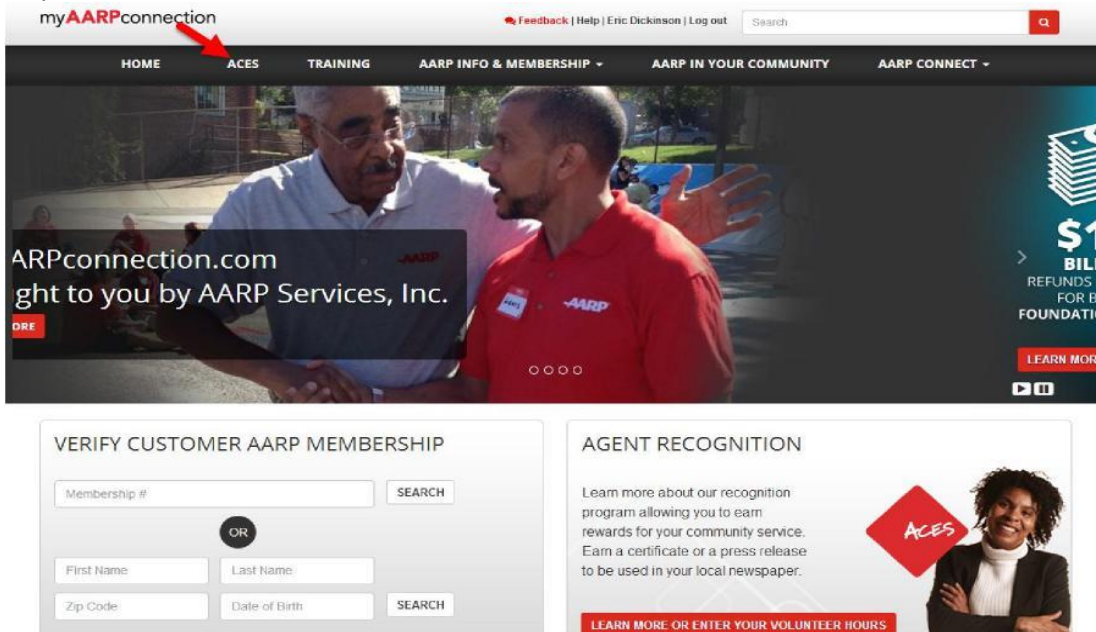 myAARPconnection
Feedback | Help | Eric Dickinson | Log out
Search
HOME ACES TRAINING AARP INFO & MEMBERSHIP AARP IN YOUR COMMUNITY AARP CONNECT
ARPconnection.com
ght to you by AARP Services, Inc.
ORE
AARP
AARP
$1
BILL
REFUNDS
FOR B
FOUNDATI
LEARN MOR
VERIFY CUSTOMER AARP MEMBERSHIP
Membership #
SEARCH
OR
First Name
Last Name
Zip Code
Date of Birth
SEARCH
AGENT RECOGNITION
Learn more about our recognition
program allowing you to earn
rewards for your community service.
Earn a certificate or a press release
to be used in your local newspaper.
ACES
LEARN MORE OR ENTER YOUR VOLUNTEER HOURS